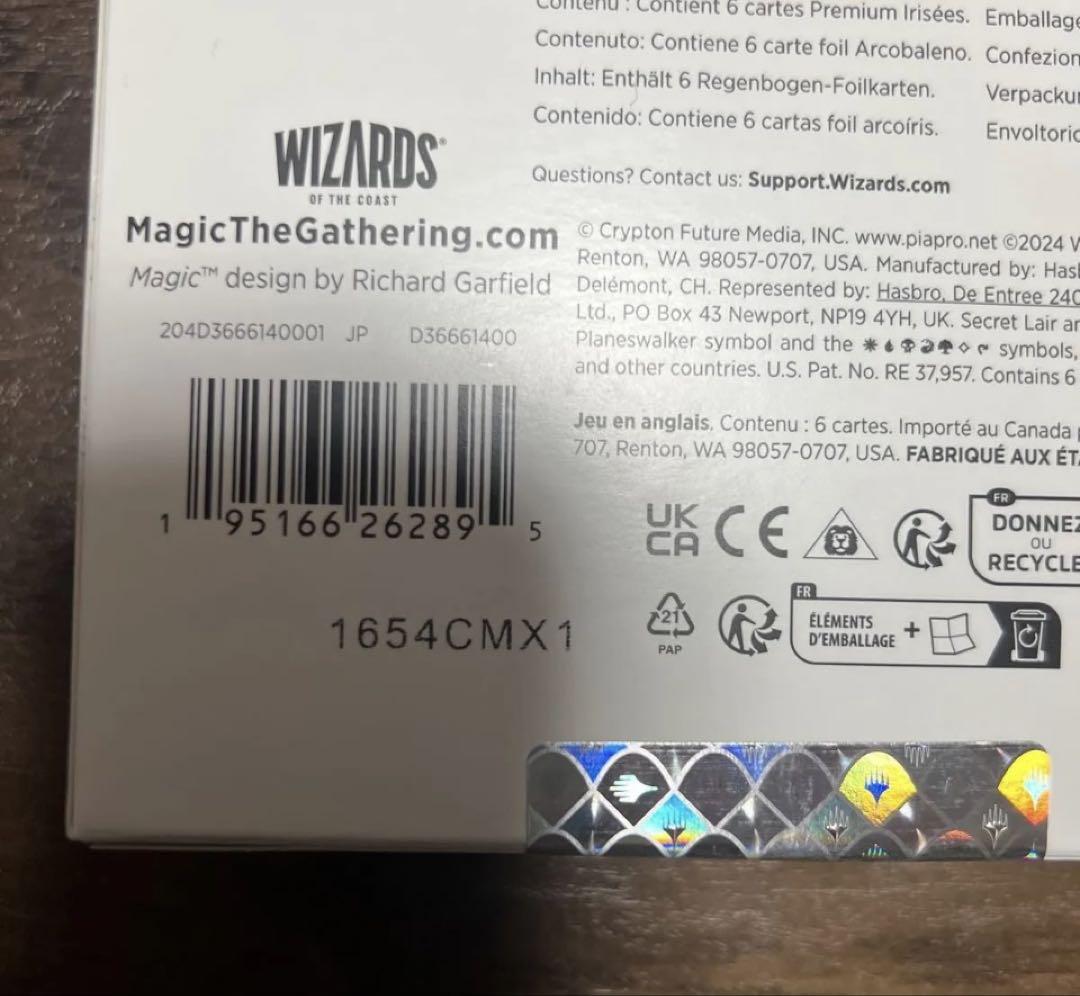 Contenu : Contient 6 cartes Premium Irisées. Emballage
Contenuto: Contiene 6 carte foil Arcobaleno. Confezion
Inhalt: Enthält 6 Regenbogen-Foilkarten. Verpackun
Contenido: Contiene 6 cartas foil arcoíris. Envoltorio
WIZARDS®
OF THE COAST
MagicTheGathering.com
Magic™ design by Richard Garfield
204D3666140001 JP D36661400
1 95166 26289 5
1654CMX1
Questions? Contact us: Support.Wizards.com
© Crypton Future Media, INC. www.piapro.net ©2024 W
Renton, WA 98057-0707, USA. Manufactured by: Hasb
Delémont, CH. Represented by: Hasbro, De Entree 240
Ltd., PO Box 43 Newport, NP19 4YH, UK. Secret Lair an
Planeswalker symbol and the symbols,
and other countries. U.S. Pat. No. RE 37,957. Contains 6
Jeu en anglais. Contenu : 6 cartes. Importé au Canada p
707, Renton, WA 98057-0707, USA. FABRIQUÉ AUX ÉTA
UK
CA CE
FR
DONNEZ
OU
RECYCLE
21
PAP
FR
ÉLÉMENTS
D'EMBALLAGE +